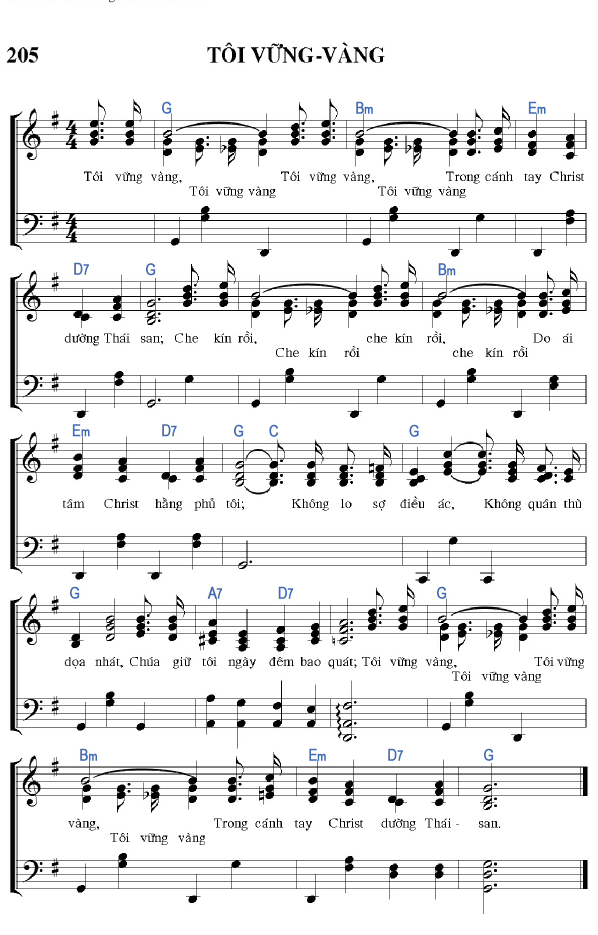 205 TÔI VỮNG-VÀNG
G Bm Em
Tôi vững vàng, Tôi vững vàng, Trong cánh tay Christ
Tôi vững vàng Tôi vững vàng
D7 G Bm
dưỡng Thái san; Che kín rồi, che kín rồi, Do ái
Che kín rồi che kín rồi
Em D7 G C G
tâm Christ hằng phủ tôi; Không lo sợ điều ác, Không quân thù
G A7 D7 G
dọa nhát, Chúa giữ tôi ngày đêm bao quát; Tôi vững vàng, Tôi vững
Tôi vững vàng
Bm Em D7 G
vàng, Trong cánh tay Christ dưỡng Thái - san.
Tôi vững vàng